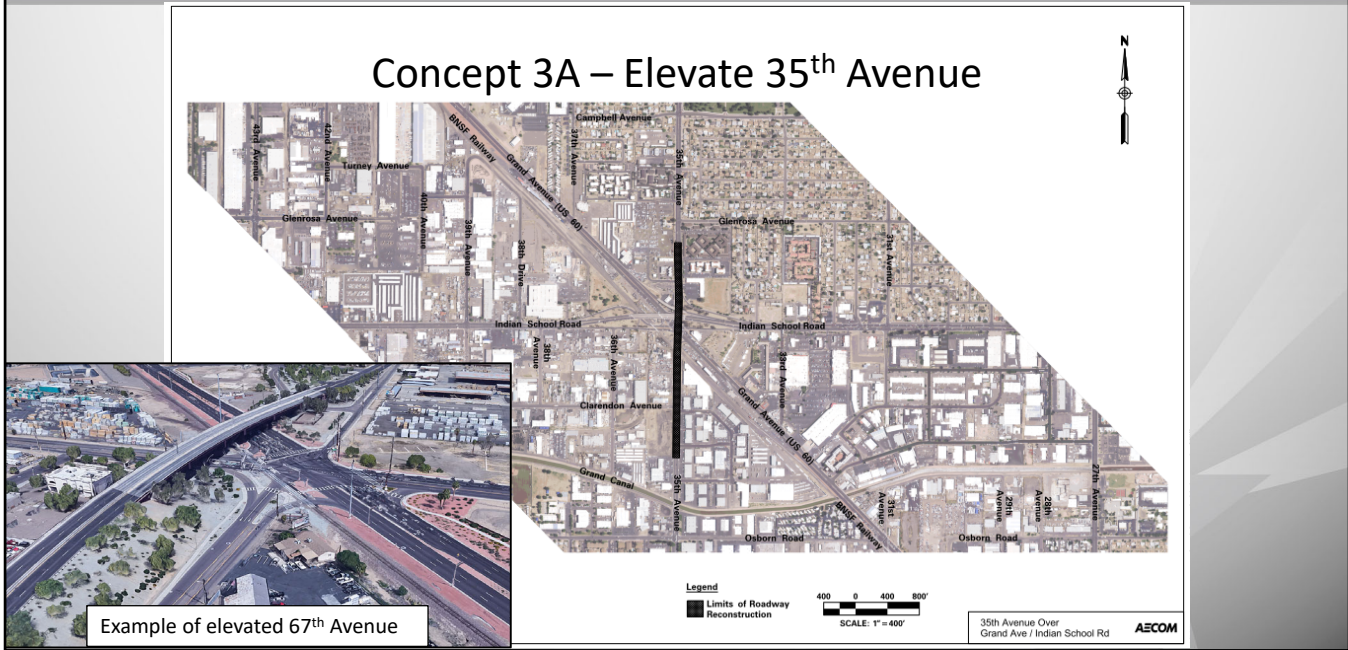 Concept 3A – Elevate 35th Avenue
N
BNSF Railway
Grand Avenue (US 60)
Campbell Avenue
43rd Avenue
42nd Avenue
37th Avenue
35th Avenue
Turney Avenue
40th Avenue
39th Avenue
Glenrosa Avenue
Glenrosa Avenue
38th Drive
31st Avenue
Indian School Road
Indian School Road
38th Avenue
36th Avenue
33rd Avenue
Clarendon Avenue
Grand Avenue (US 60)
Grand Canal
35th Avenue
31st Avenue
29th Avenue
28th Avenue
27th Avenue
BNSF Railway
Osborn Road
Osborn Road
Example of elevated 67th Avenue
Legend
Limits of Roadway
Reconstruction
400 0 400 800'
SCALE: 1" = 400'
35th Avenue Over
Grand Ave / Indian School Rd
AECOM